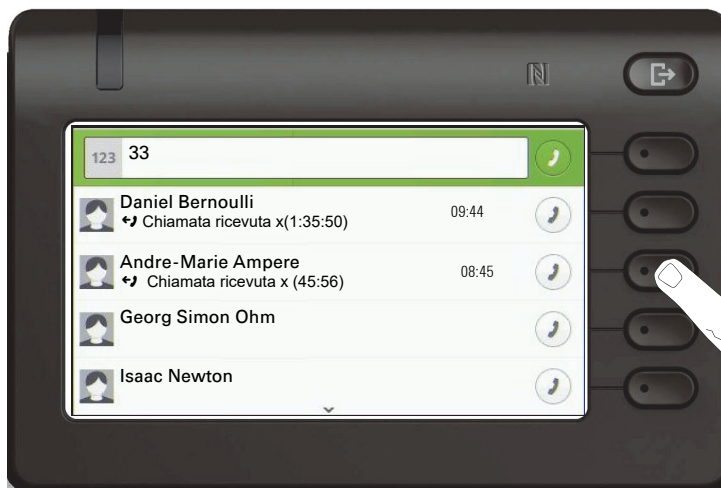 123 33
Daniel Bernoulli
Chiamata ricevuta x(1:35:50) 09:44
Andre-Marie Ampere
Chiamata ricevuta x (45:56) 08:45
Georg Simon Ohm
Isaac Newton